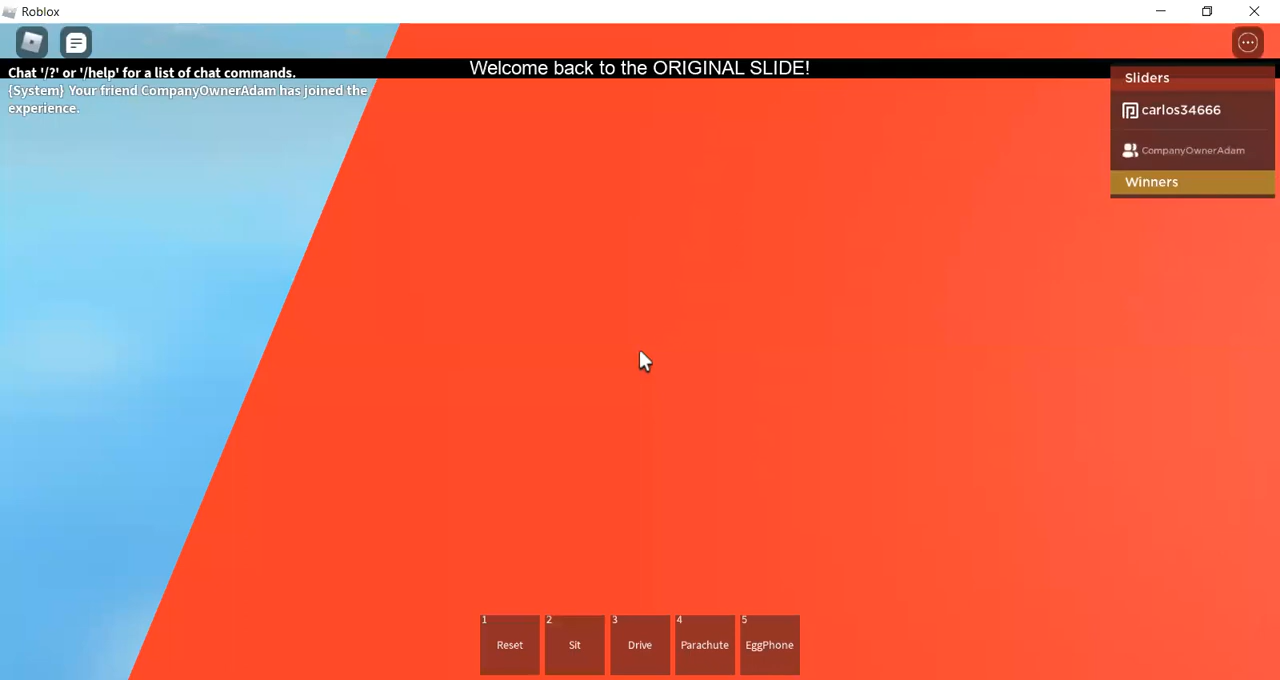 Roblox
Welcome back to the ORIGINAL SLIDE!
Chat '/?' or '/help' for a list of chat commands.
{System} Your friend CompanyOwnerAdam has joined the
experience.
Sliders
carlos34666
CompanyOwnerAdam
Winners
1 2 3 4 5
Reset Sit Drive Parachute EggPhone